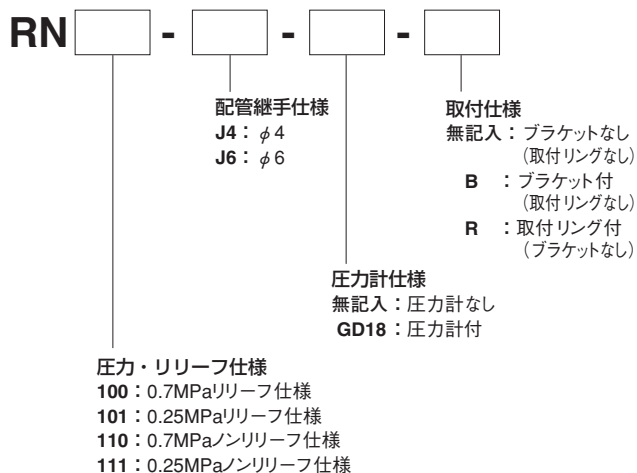 RN - - -
配管継手仕様
J4：φ4
J6：φ6
取付仕様
無記入：ブラケットなし
（取付リングなし）
B ：ブラケット付
（取付リングなし）
R ：取付リング付
（ブラケットなし）
圧力計仕様
無記入：圧力計なし
GD18：圧力計付
圧力・リリーフ仕様
100：0.7MPaリリーフ仕様
101：0.25MPaリリーフ仕様
110：0.7MPaノンリリーフ仕様
111：0.25MPaノンリリーフ仕様